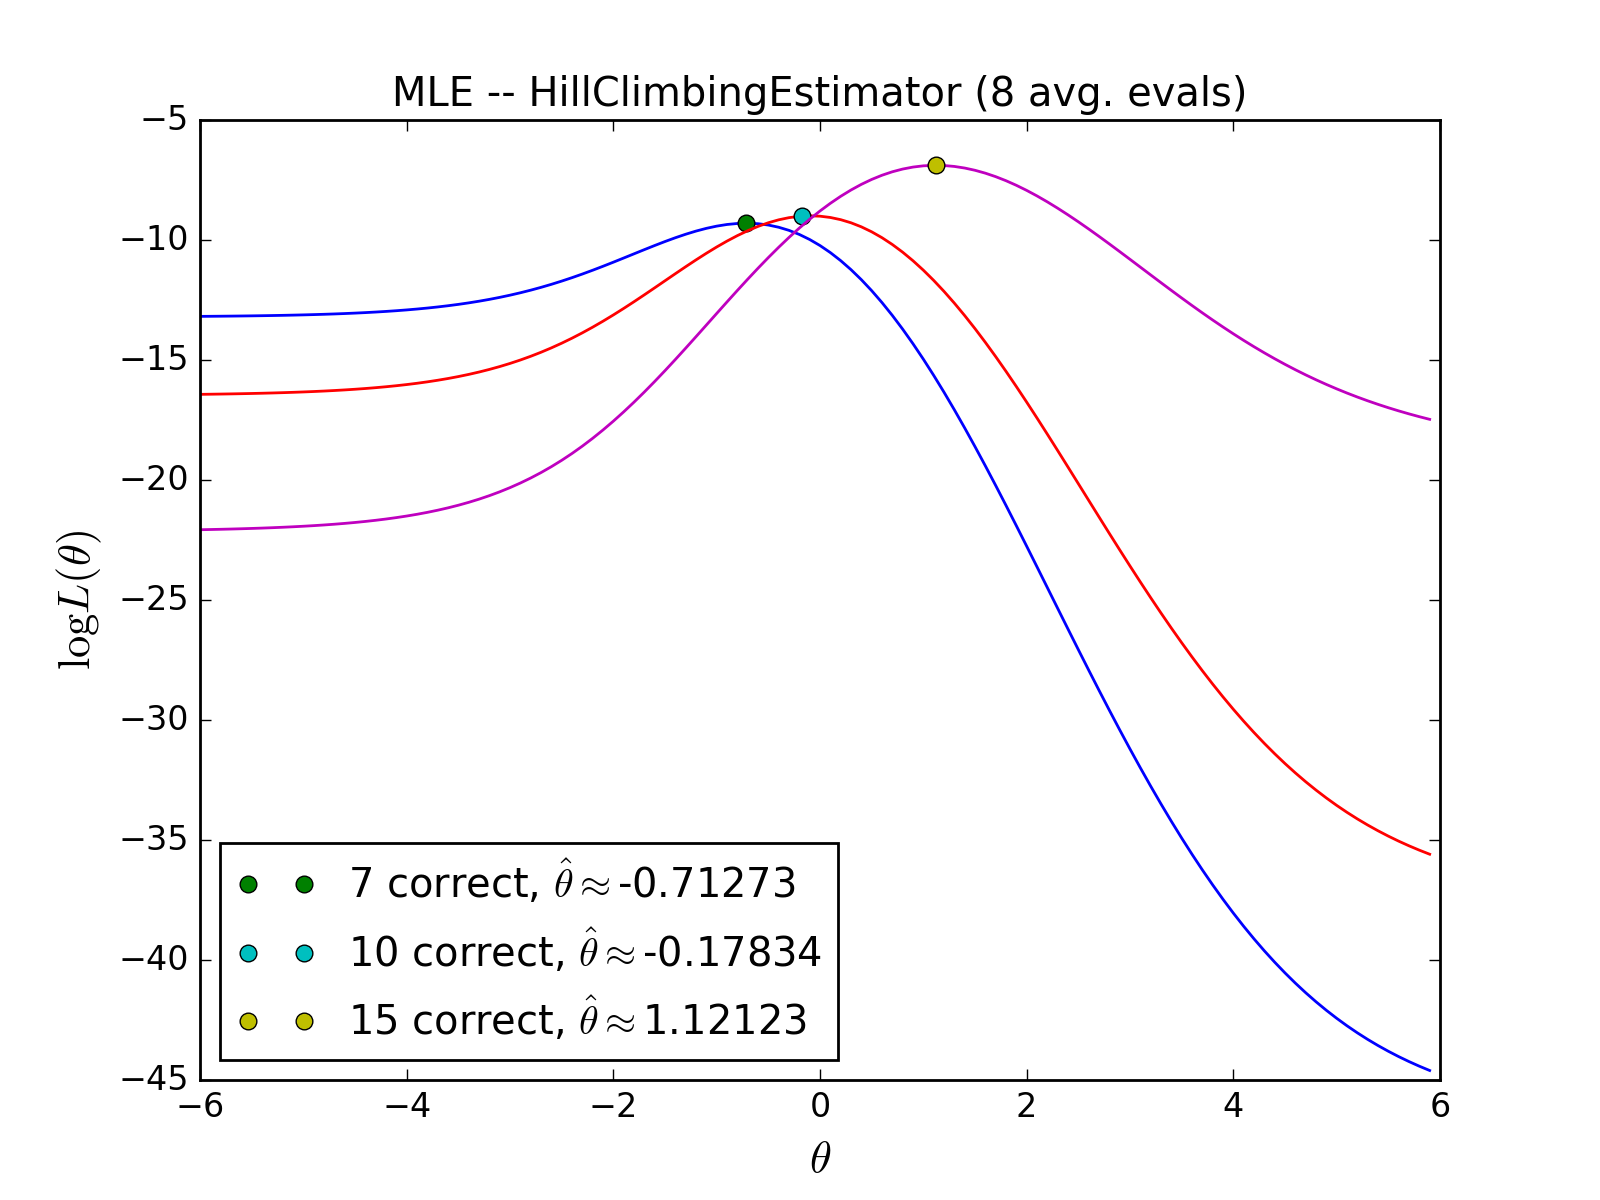 MLE -- HillClimbingEstimator (8 avg. evals)
−5
−10
−15
−20
−25
−30
−35
−40
−45
log L(θ)
7 correct, θ̂ ≈ -0.71273
10 correct, θ̂ ≈ -0.17834
15 correct, θ̂ ≈ 1.12123
−6 −4 −2 0 2 4 6
θ